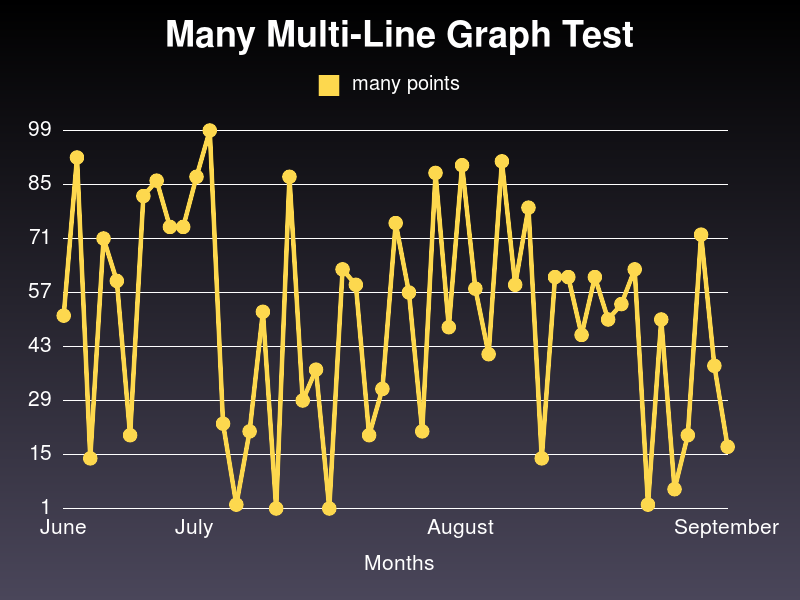 Many Multi-Line Graph Test
many points
99
85
71
57
43
29
15
1
June July August September
Months